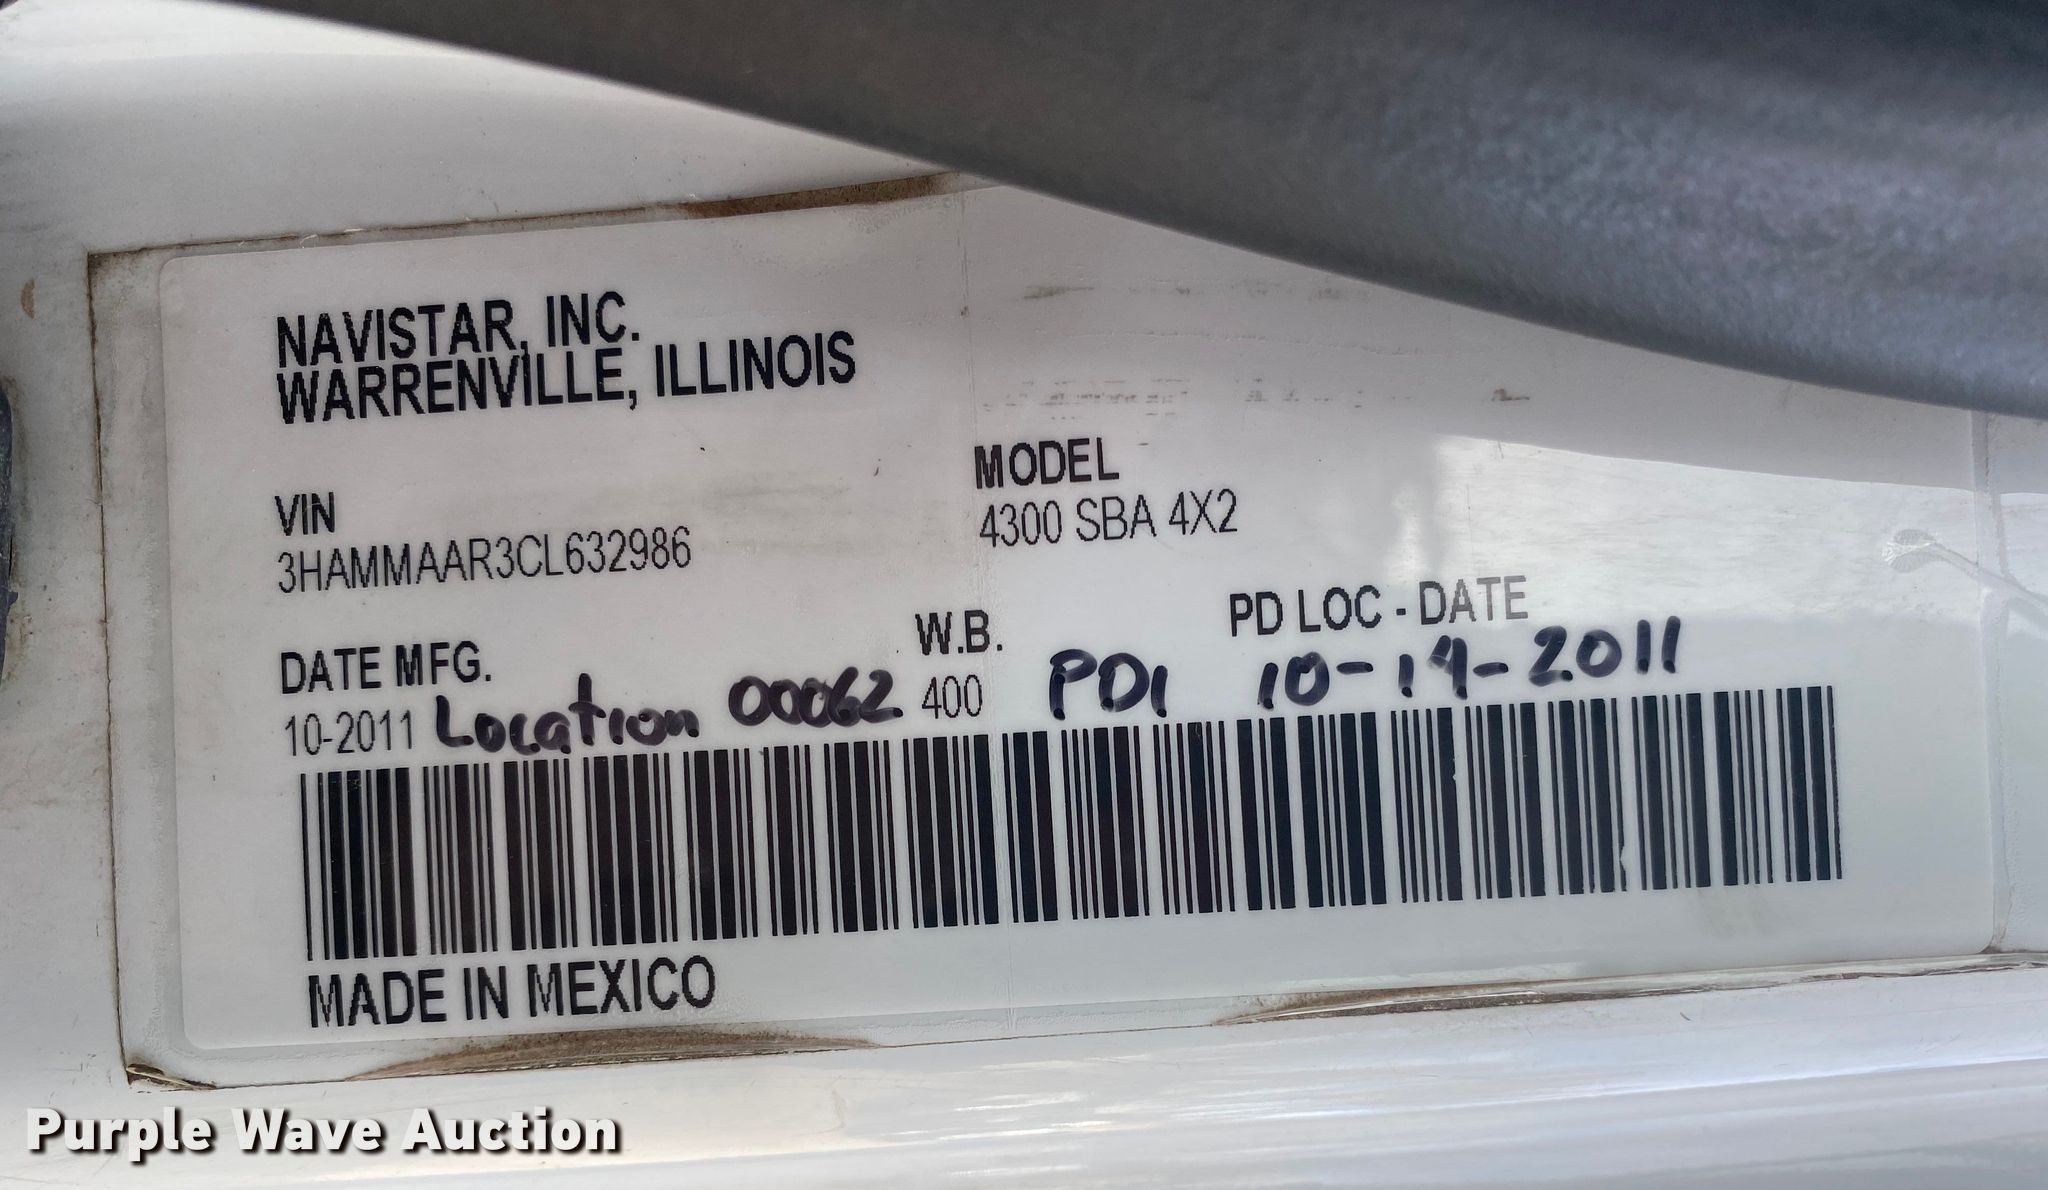 NAVISTAR, INC.
WARRENVILLE, ILLINOIS
VIN
3HAMMAAR3CL632986
MODEL
4300 SBA 4X2
DATE MFG.
10-2011 Location 00062
W.B.
400
PD LOC - DATE
PDI 10-19-2011
MADE IN MEXICO
Purple Wave Auction